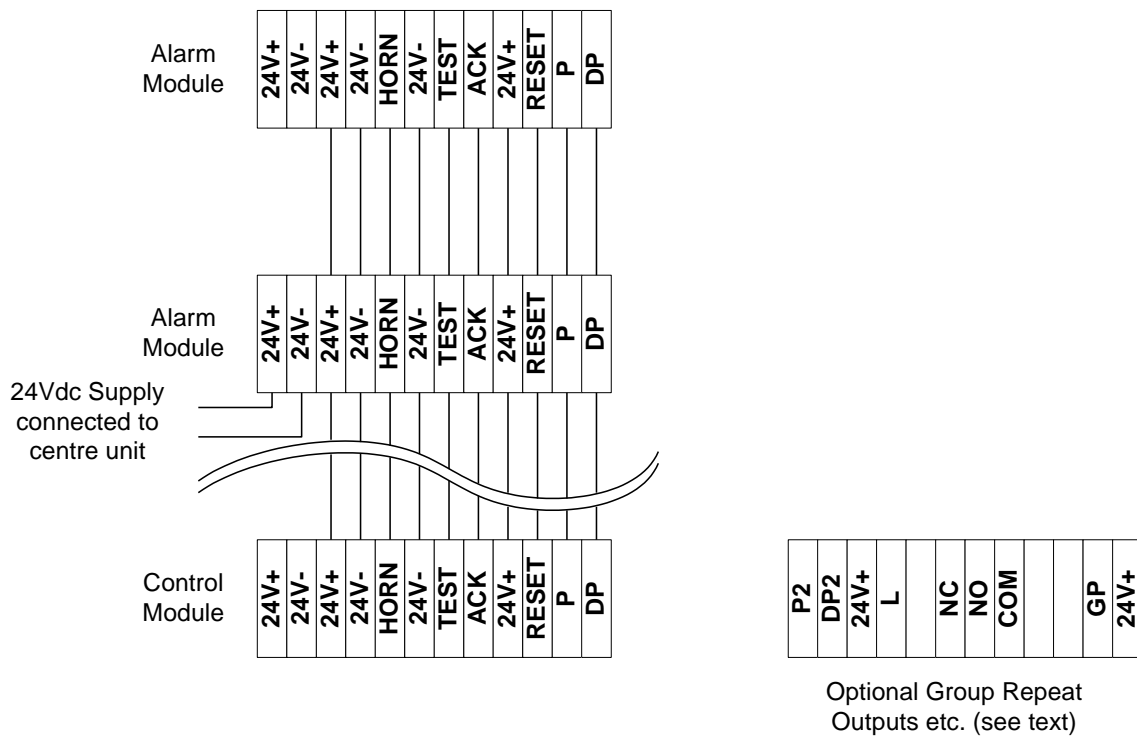 Alarm
Module
24V+ 24V- 24V+ 24V- HORN 24V- TEST ACK 24V+ RESET P DP
Alarm
Module
24V+ 24V- 24V+ 24V- HORN 24V- TEST ACK 24V+ RESET P DP
24Vdc Supply
connected to
centre unit
Control
Module
24V+ 24V- 24V+ 24V- HORN 24V- TEST ACK 24V+ RESET P DP
P2 DP2 24V+ L NC NO COM GP 24V+
Optional Group Repeat
Outputs etc. (see text)